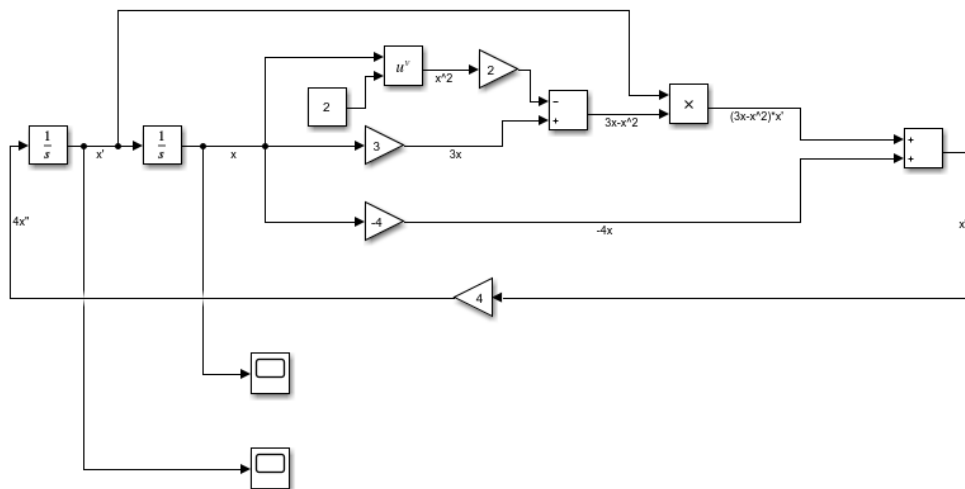 u^v
2
x^2
2
−
+
3x-x^2
×
(3x-x^2)*x'
+
+
1/s
x'
1/s
x
3
3x
-4
-4x
4x"
4